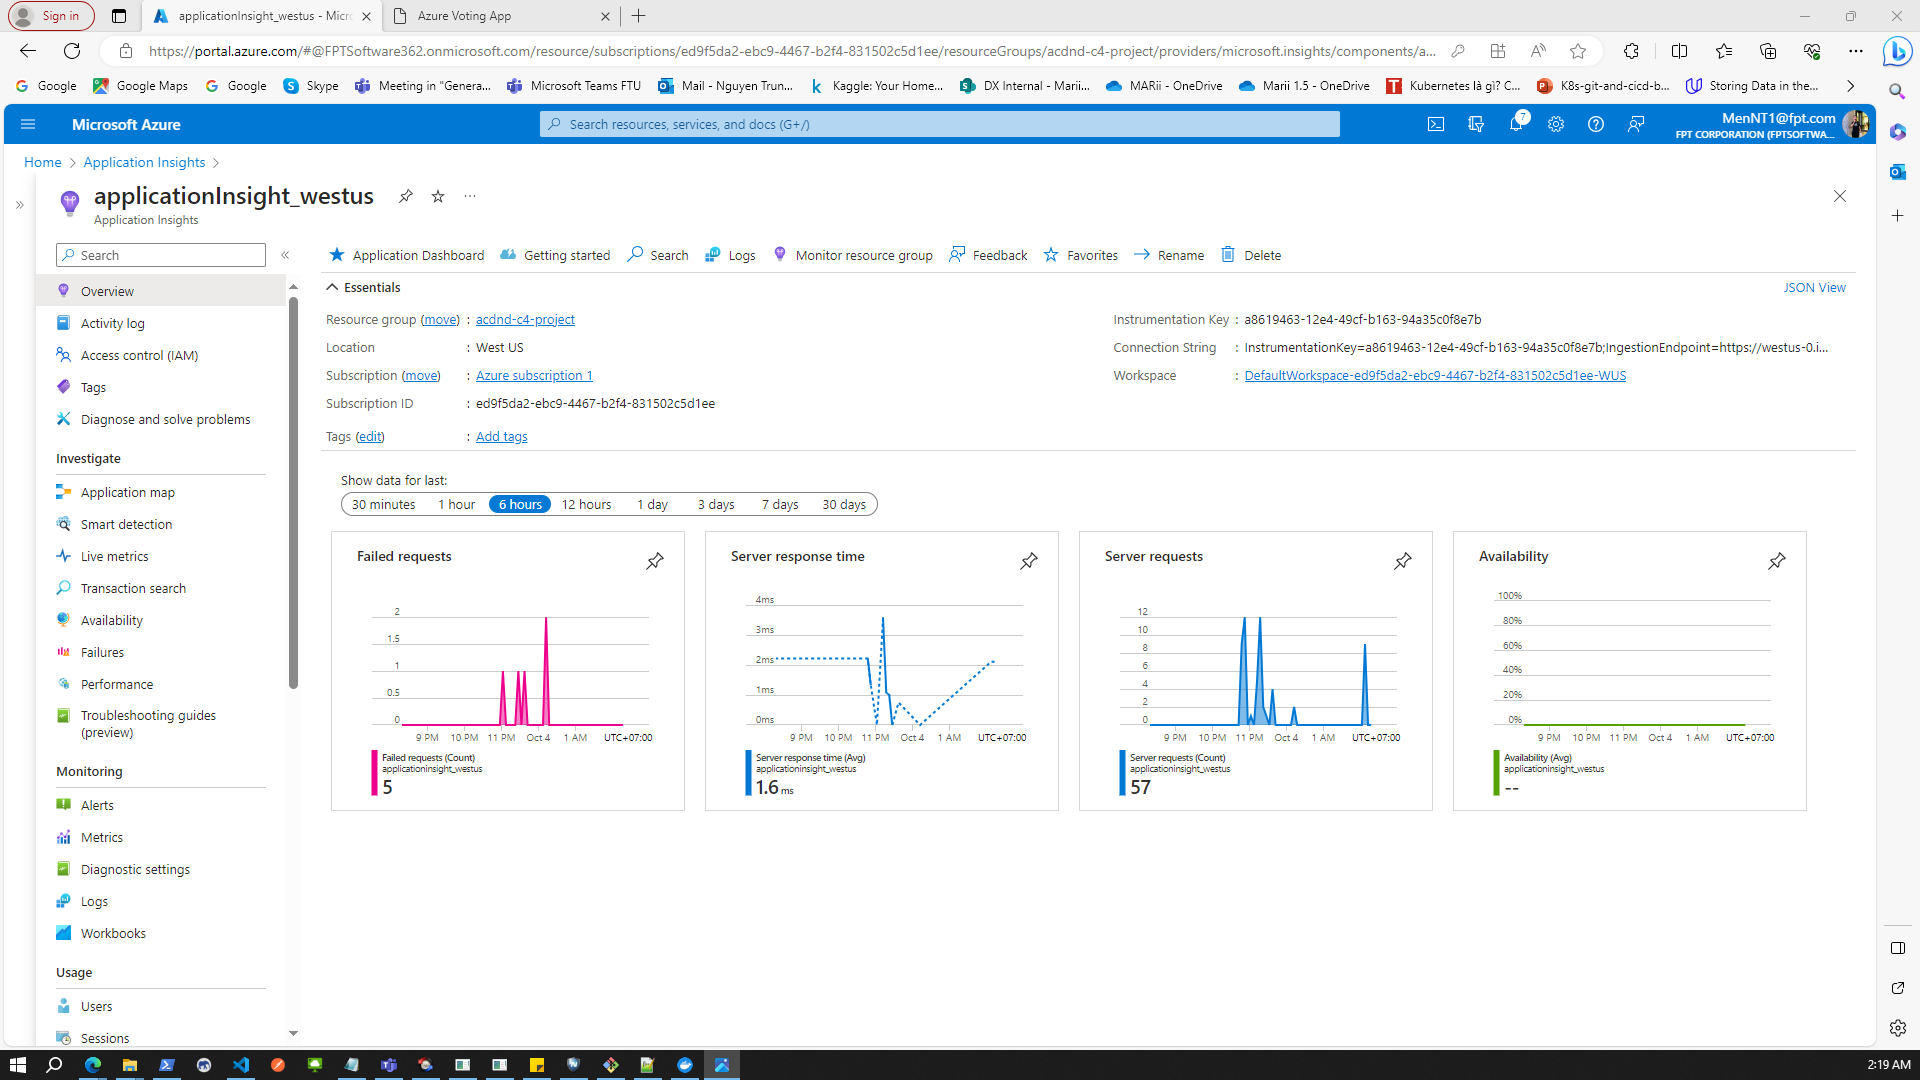 Sign in
applicationInsight_westus - Micr
Azure Voting App
https://portal.azure.com/#@FPTSoftware362.onmicrosoft.com/resource/subscriptions/ed9f5da2-ebc9-4467-b2f4-831502c5d1ee/resourceGroups/acdnd-c4-project/providers/microsoft.insights/components/a...
Google
Google Maps
Google
Skype
Meeting in "Genera...
Microsoft Teams FTU
Mail - Nguyen Trun...
Kaggle: Your Home...
DX Internal - Marii...
MARii - OneDrive
Marii 1.5 - OneDrive
Kubernetes là gì? C...
K8s-git-and-cicd-b...
Storing Data in the...
Microsoft Azure
Search resources, services, and docs (G+/)
7
MenNT1@fpt.com
FPT CORPORATION (FPTSOFTWA...
Home
Application Insights
applicationInsight_westus
Application Insights
Search
Overview
Activity log
Access control (IAM)
Tags
Diagnose and solve problems
Investigate
Application map
Smart detection
Live metrics
Transaction search
Availability
Failures
Performance
Troubleshooting guides
(preview)
Monitoring
Alerts
Metrics
Diagnostic settings
Logs
Workbooks
Usage
Users
Sessions
Application Dashboard
Getting started
Search
Logs
Monitor resource group
Feedback
Favorites
Rename
Delete
Essentials
JSON View
Resource group (move) : acdnd-c4-project
Location : West US
Subscription (move) : Azure subscription 1
Subscription ID : ed9f5da2-ebc9-4467-b2f4-831502c5d1ee
Tags (edit) : Add tags
Instrumentation Key : a8619463-12e4-49cf-b163-94a35c0f8e7b
Connection String : InstrumentationKey=a8619463-12e4-49cf-b163-94a35c0f8e7b;IngestionEndpoint=https://westus-0.i...
Workspace : DefaultWorkspace-ed9f5da2-ebc9-4467-b2f4-831502c5d1ee-WUS
Show data for last:
30 minutes
1 hour
6 hours
12 hours
1 day
3 days
7 days
30 days
Failed requests
2
1.5
1
0.5
0
9 PM 10 PM 11 PM Oct 4 1 AM UTC+07:00
Failed requests (Count)
applicationinsight_westus
5
Server response time
4ms
3ms
2ms
1ms
0ms
9 PM 10 PM 11 PM Oct 4 1 AM UTC+07:00
Server response time (Avg)
applicationinsight_westus
1.6 ms
Server requests
12
10
8
6
4
2
0
9 PM 10 PM 11 PM Oct 4 1 AM UTC+07:00
Server requests (Count)
applicationinsight_westus
57
Availability
100%
80%
60%
40%
20%
0%
9 PM 10 PM 11 PM Oct 4 1 AM UTC+07:00
Availability (Avg)
applicationinsight_westus
--
2:19 AM